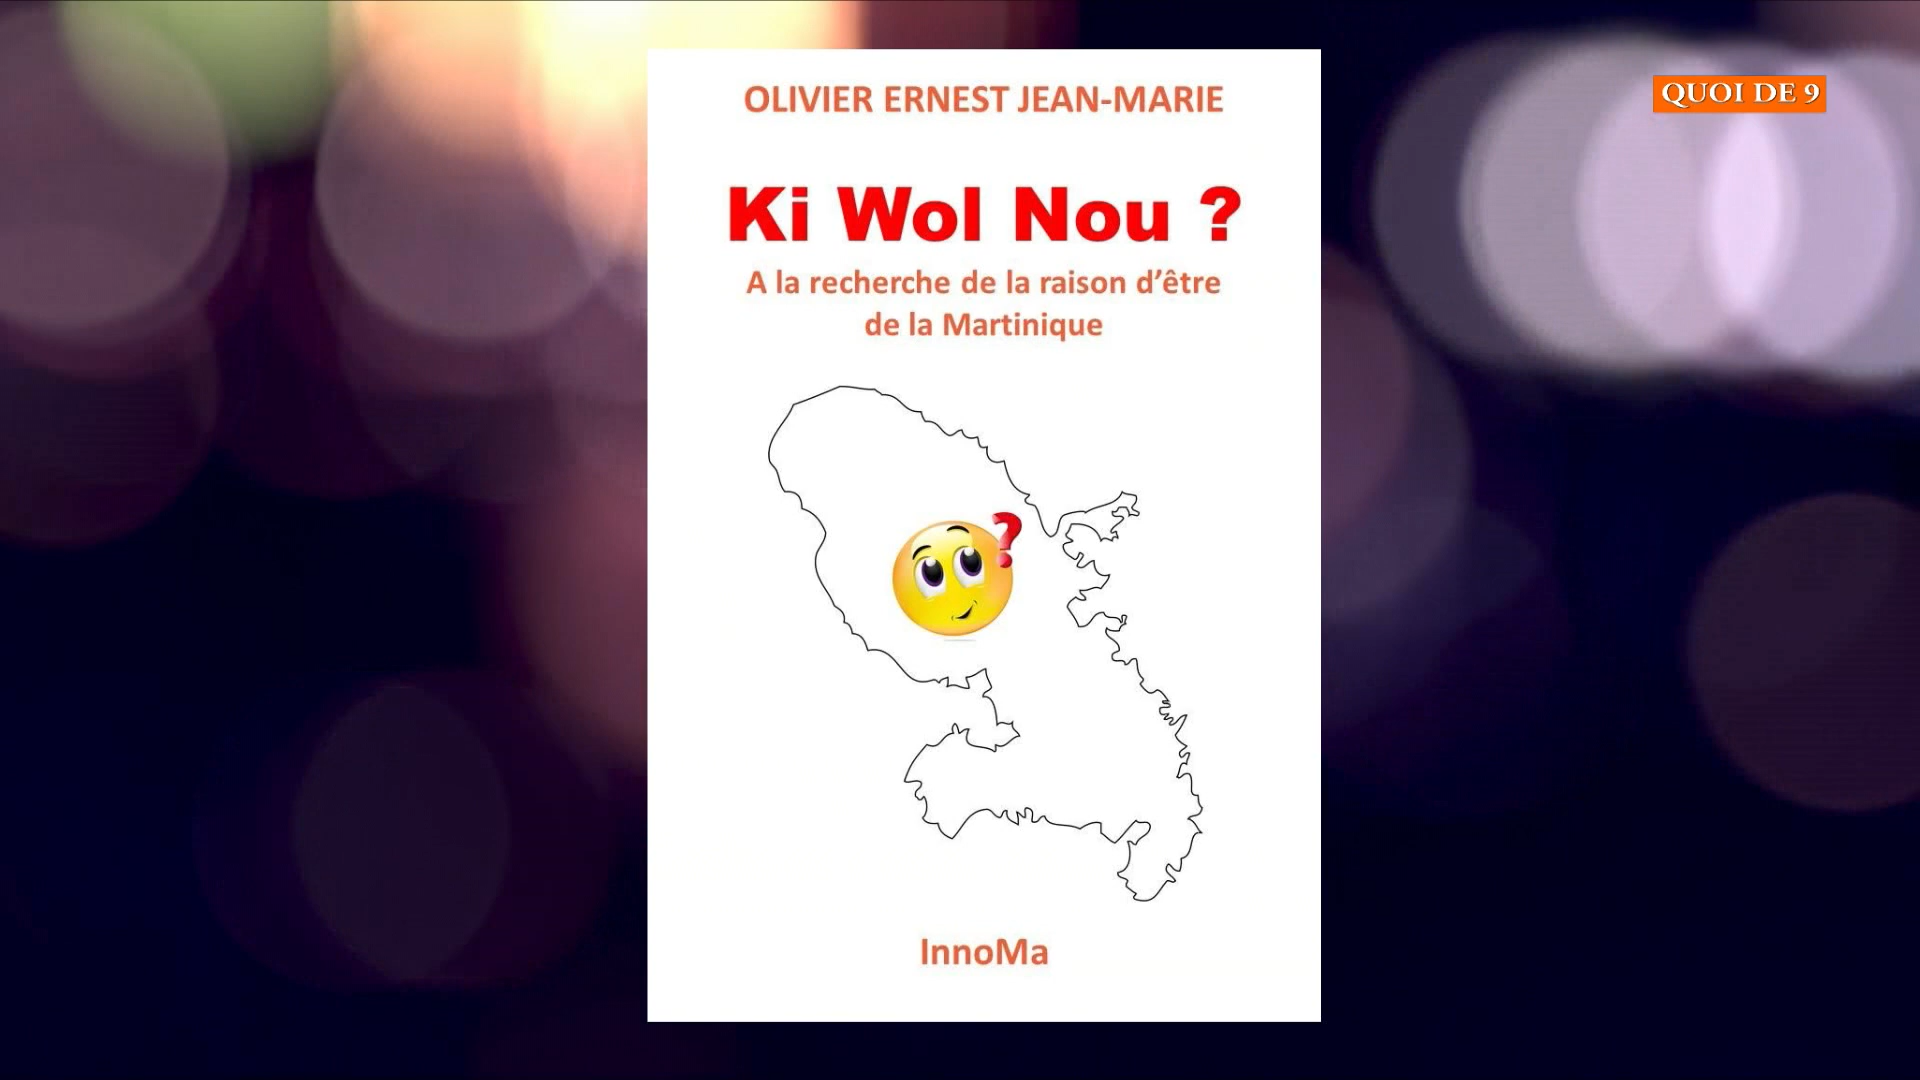 OLIVIER ERNEST JEAN-MARIE
QUOI DE 9
Ki Wol Nou ?
A la recherche de la raison d’être
de la Martinique
?
InnoMa